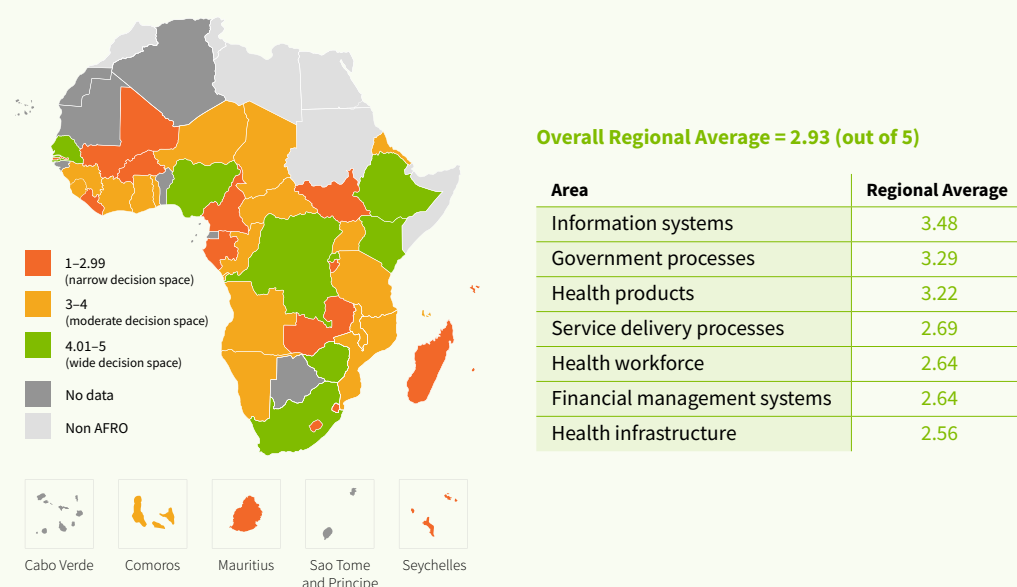 Overall Regional Average = 2.93 (out of 5)
Area Regional Average
Information systems 3.48
Government processes 3.29
Health products 3.22
Service delivery processes 2.69
Health workforce 2.64
Financial management systems 2.64
Health infrastructure 2.56
1–2.99
(narrow decision space)
3–4
(moderate decision space)
4.01–5
(wide decision space)
No data
Non AFRO
Cabo Verde
Comoros
Mauritius
Sao Tome
and Principe
Seychelles